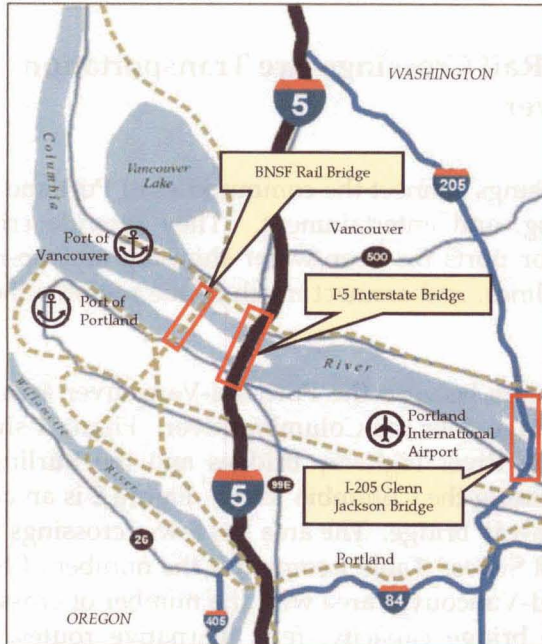 WASHINGTON
5
Columbia
Vancouver
Lake
BNSF Rail Bridge
205
Port of
Vancouver
Vancouver
500
I-5 Interstate Bridge
Port of
Portland
River
Willamette
River
Portland
International
Airport
5
99E
I-205 Glenn
Jackson Bridge
26
Portland
84
405
OREGON